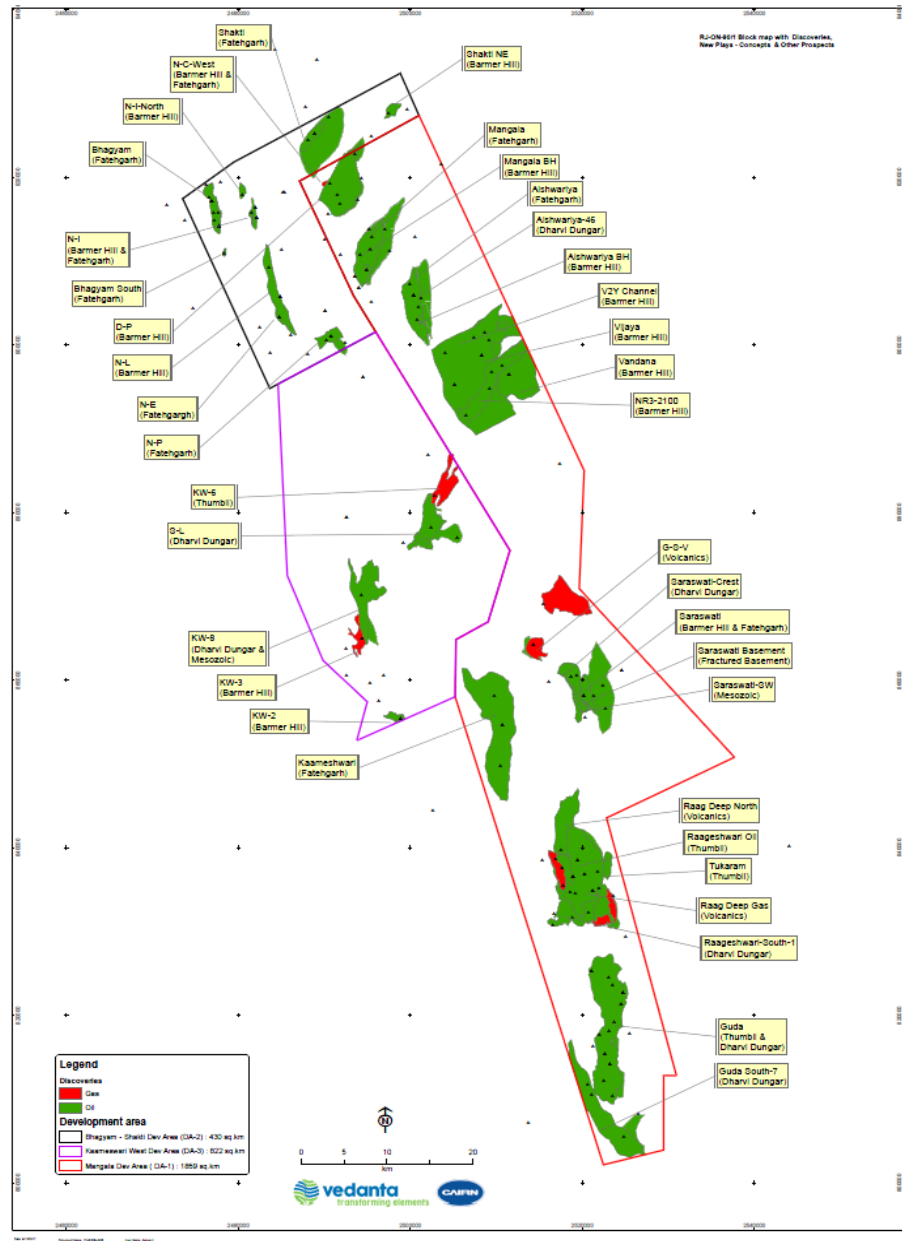 RJ-ON-90/1 Block map with Discoveries,
New Plays - Concepts & Other Prospects
Shakti
(Fatehgarh)
N-C-West
(Barmer Hill &
Fatehgarh)
N-I-North
(Barmer Hill)
Bhagyam
(Fatehgarh)
N-I
(Barmer Hill &
Fatehgarh)
Bhagyam South
(Fatehgarh)
D-P
(Barmer Hill)
N-L
(Barmer Hill)
N-E
(Fatehgargh)
N-P
(Fatehgarh)
Shakti NE
(Barmer Hill)
Mangala
(Fatehgarh)
Mangala BH
(Barmer Hill)
Aishwariya
(Fatehgarh)
Aishwariya-46
(Dharvi Dungar)
Aishwariya BH
(Barmer Hill)
V2Y Channel
(Barmer Hill)
Vijaya
(Barmer Hill)
Vandana
(Barmer Hill)
NR3-2100
(Barmer Hill)
KW-6
(Thumbli)
S-L
(Dharvi Dungar)
KW-8
(Dharvi Dungar &
Mesozoic)
KW-3
(Barmer Hill)
KW-2
(Barmer Hill)
Kaameshwari
(Fatehgarh)
G-S-V
(Volcanics)
Saraswati-Crest
(Dharvi Dungar)
Saraswati
(Barmer Hill & Fatehgarh)
Saraswati Basement
(Fractured Basement)
Saraswati-SW
(Mesozoic)
Raag Deep North
(Volcanics)
Raageshwari Oil
(Thumbli)
Tukaram
(Thumbli)
Raag Deep Gas
(Volcanics)
Raageshwari-South-1
(Dharvi Dungar)
Guda
(Thumbli &
Dharvi Dungar)
Guda South-7
(Dharvi Dungar)
Legend
Discoveries
Gas
Oil
Development area
Bhagyam - Shakti Dev Area (DA-2) : 430 sq.km
Kaameswari West Dev Area (DA-3) : 822 sq.km
Mangala Dev Area ( DA-1) : 1859 sq.km
N
0 5 10 20
km
vedanta
transforming elements
CAIRN